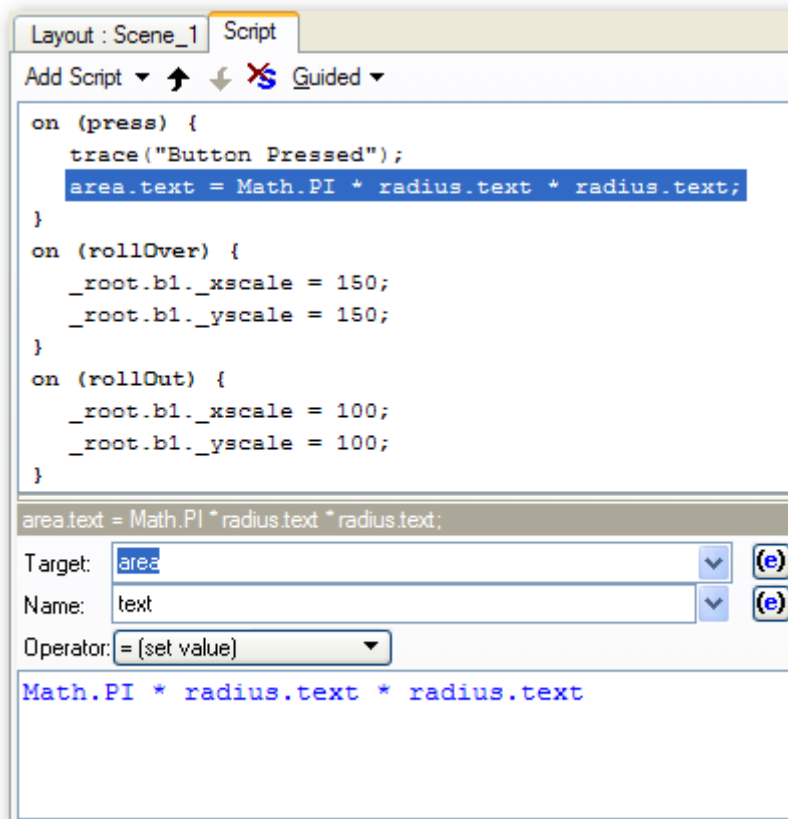 Layout : Scene_1 Script
Add Script Guided
on (press) {
trace("Button Pressed");
area.text = Math.PI * radius.text * radius.text;
}
on (rollOver) {
_root.b1._xscale = 150;
_root.b1._yscale = 150;
}
on (rollOut) {
_root.b1._xscale = 100;
_root.b1._yscale = 100;
}
area.text = Math.PI * radius.text * radius.text;
Target: area (e)
Name: text (e)
Operator: = (set value)
Math.PI * radius.text * radius.text